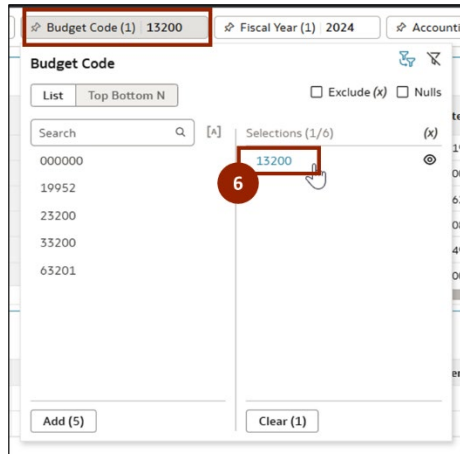 Budget Code (1) 13200 Fiscal Year (1) 2024 Accounti
Budget Code
List Top Bottom N Exclude (x) Nulls
Search [A] Selections (1/6) (x)
000000 13200
6
19952
23200
33200
63201
Add (5) Clear (1)